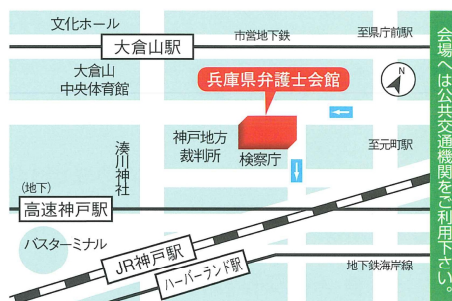 文化ホール
大倉山駅
市営地下鉄
至県庁前駅
大倉山
中央体育館
兵庫県弁護士会館
N
湊川神社
神戸地方
裁判所
検察庁
至元町駅
(地下)
高速神戸駅
バスターミナル
JR神戸駅
ハーバーランド駅
地下鉄海岸線
会場へは公共交通機関をご利用下さい。